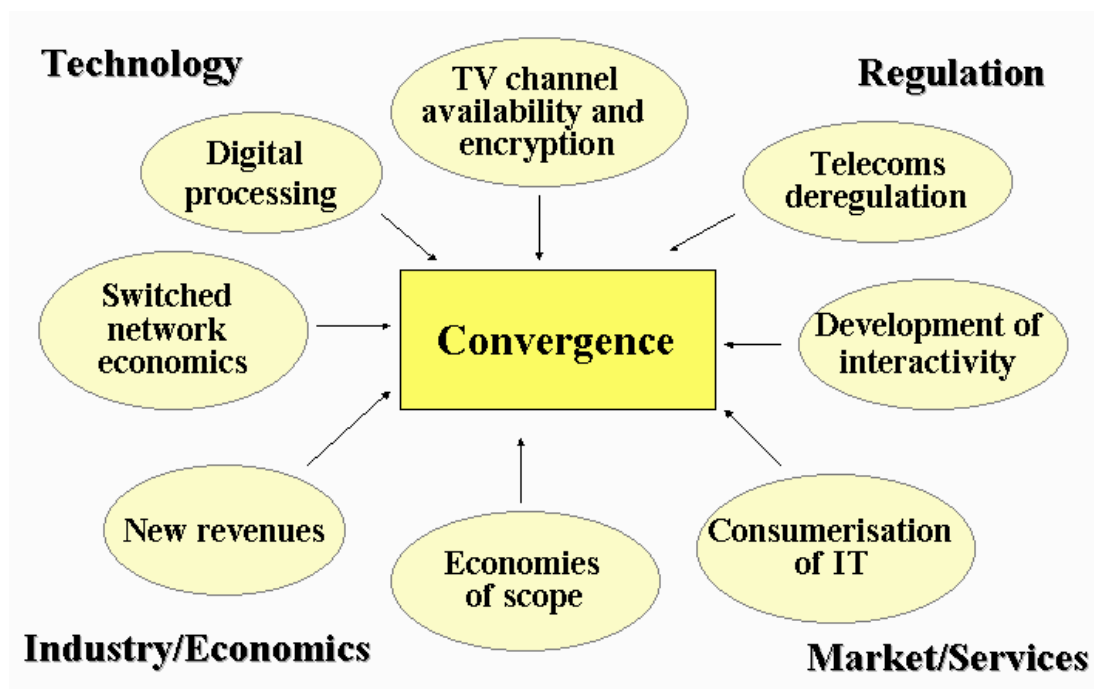 Technology
TV channel
availability and
encryption
Regulation
Digital
processing
Telecoms
deregulation
Switched
network
economics
Convergence
Development of
interactivity
New revenues
Economies
of scope
Consumerisation
of IT
Industry/Economics
Market/Services